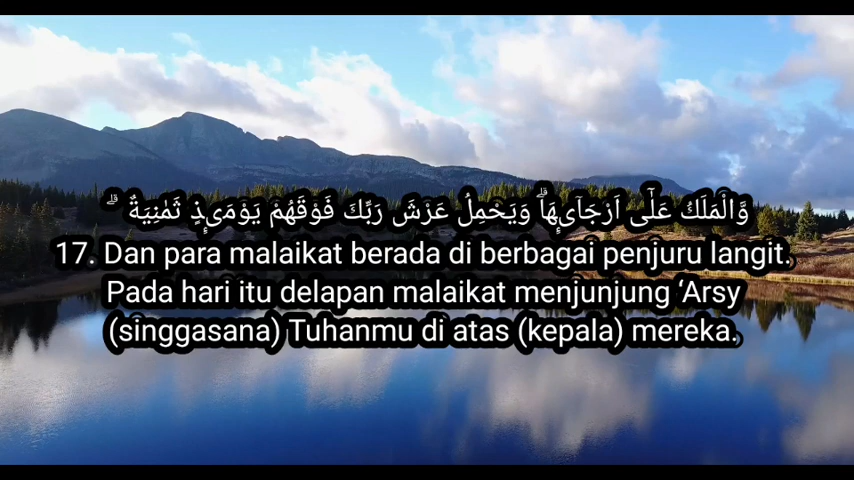 وَّالْمَلَكُ عَلٰٓى اَرْجَاۤىِٕهَاۗ وَيَحْمِلُ عَرْشَ رَبِّكَ فَوْقَهُمْ يَوْمَىِٕذٍ ثَمٰنِيَةٌ ۗ
17. Dan para malaikat berada di berbagai penjuru langit.
Pada hari itu delapan malaikat menjunjung ‘Arsy
(singgasana) Tuhanmu di atas (kepala) mereka.